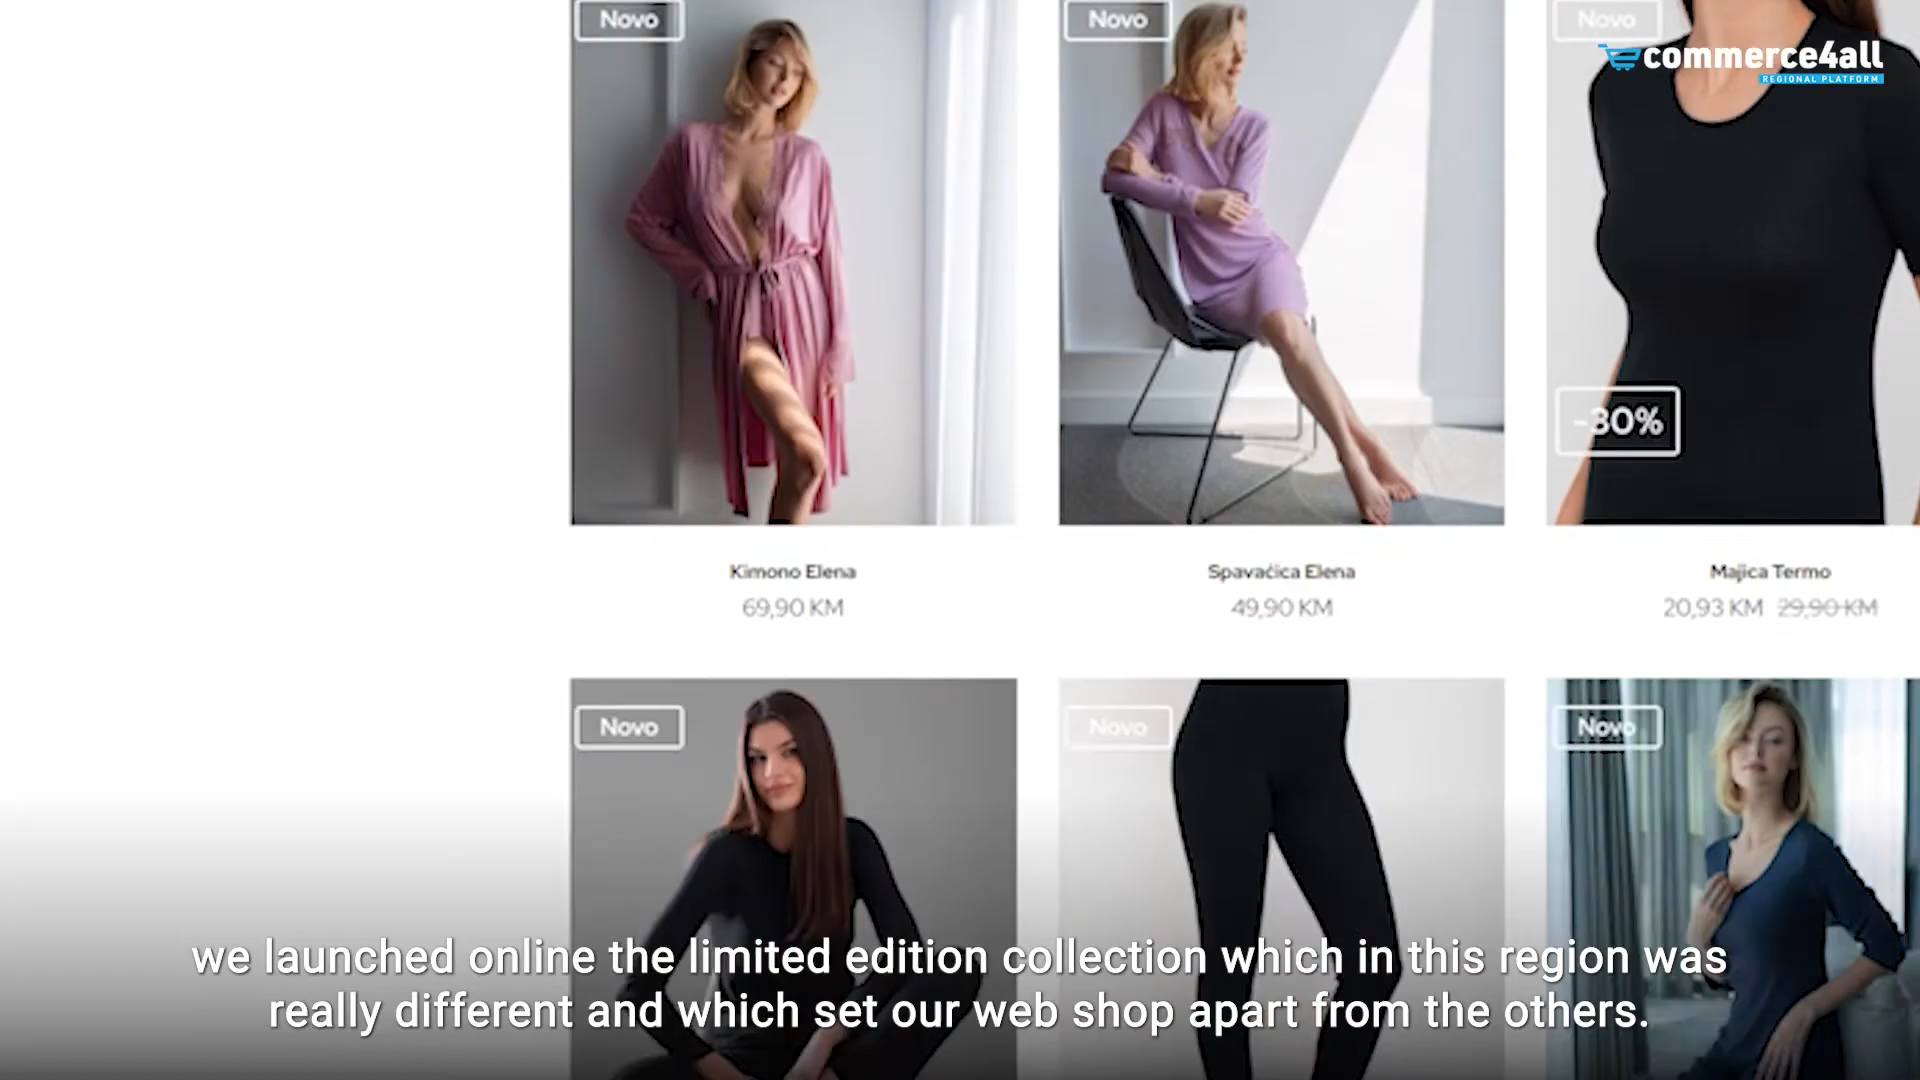 Novo
Novo
Novo
commerce4all
REGIONAL PLATFORM
-30%
Kimono Elena
Spavaćica Elena
Majica Termo
69,90 KM
49,90 KM
20,93 KM 29,90 KM
Novo
Novo
Novo
we launched online the limited edition collection which in this region was
really different and which set our web shop apart from the others.